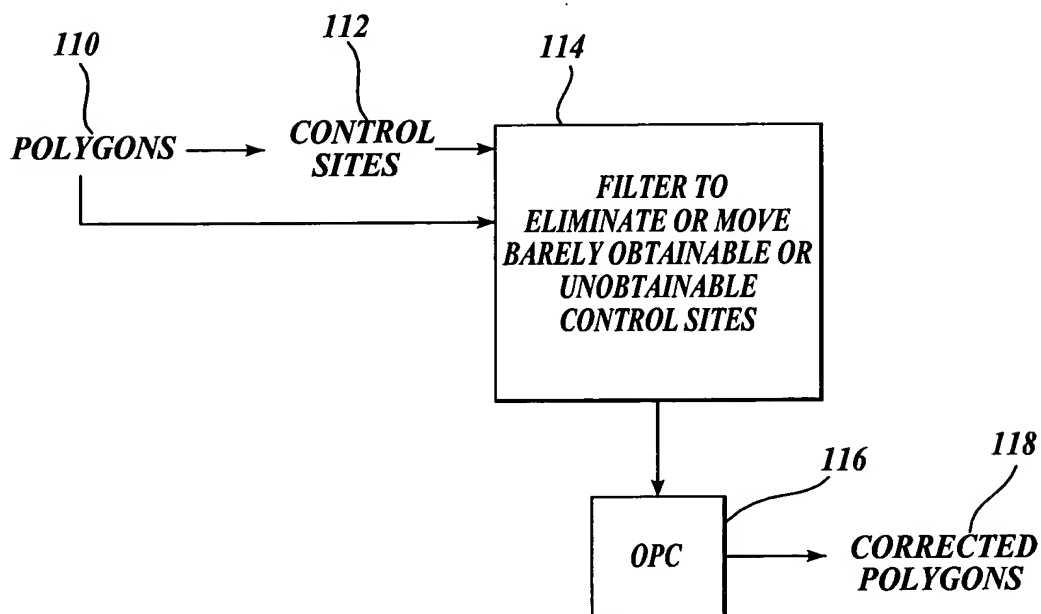 110
112
114
POLYGONS
CONTROL
SITES
FILTER TO
ELIMINATE OR MOVE
BARELY OBTAINABLE OR
UNOBTAINABLE
CONTROL SITES
116
118
OPC
CORRECTED
POLYGONS